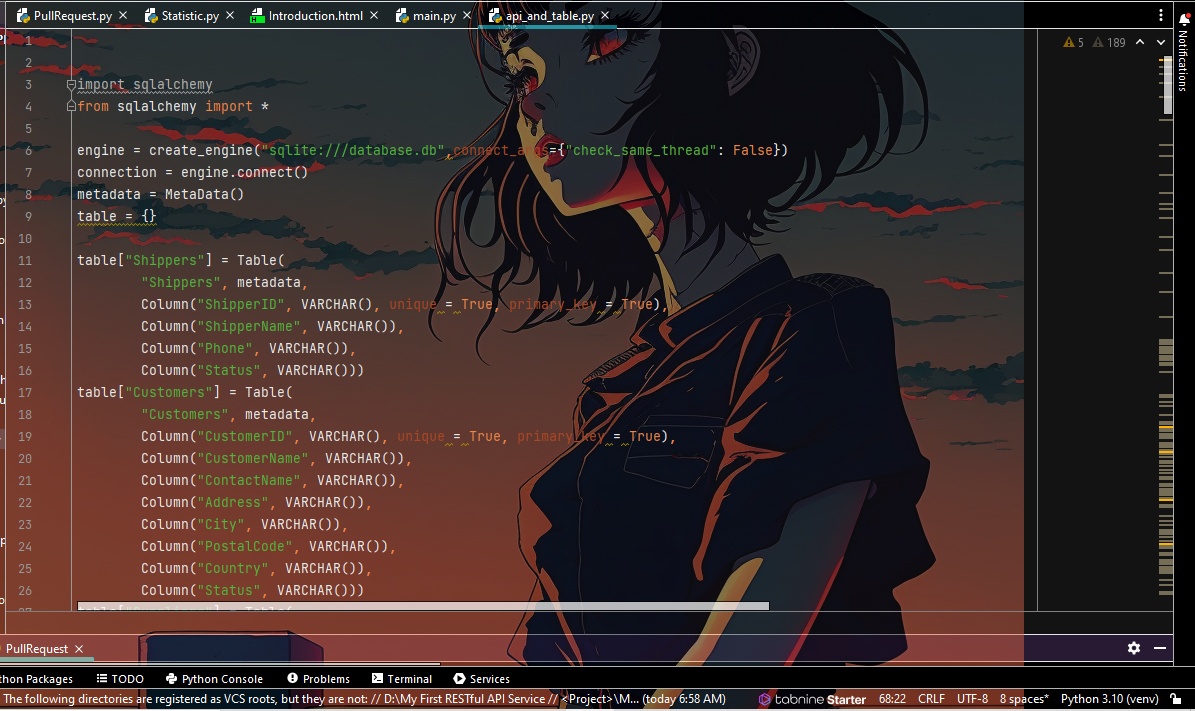 PullRequest.py Statistic.py Introduction.html main.py api_and_table.py
5 189
Notifications
1
2
3 import sqlalchemy
4 from sqlalchemy import *
5
6 engine = create_engine("sqlite:///database.db", connect_args={"check_same_thread": False})
7 connection = engine.connect()
8 metadata = MetaData()
9 table = {}
10
11 table["Shippers"] = Table(
12 "Shippers", metadata,
13 Column("ShipperID", VARCHAR(), unique = True, primary_key = True),
14 Column("ShipperName", VARCHAR()),
15 Column("Phone", VARCHAR()),
16 Column("Status", VARCHAR()))
17 table["Customers"] = Table(
18 "Customers", metadata,
19 Column("CustomerID", VARCHAR(), unique = True, primary_key = True),
20 Column("CustomerName", VARCHAR()),
21 Column("ContactName", VARCHAR()),
22 Column("Address", VARCHAR()),
23 Column("City", VARCHAR()),
24 Column("PostalCode", VARCHAR()),
25 Column("Country", VARCHAR()),
26 Column("Status", VARCHAR()))
PullRequest
thon Packages TODO Python Console Problems Terminal Services
The following directories are registered as VCS roots, but they are not: // D:\My First RESTful API Service // <Project>\M... (today 6:58 AM) tabnine Starter 68:22 CRLF UTF-8 8 spaces* Python 3.10 (venv)